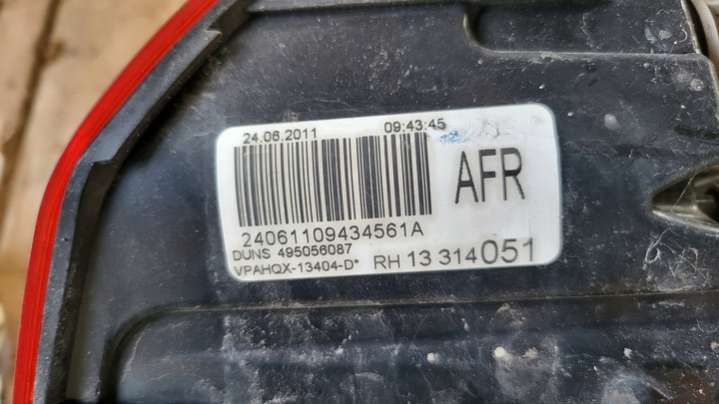 24.06.2011 09:43:45
AFR
24061109434561A
DUNS 495056087
VPAHQX-13404-D* RH 13 314051